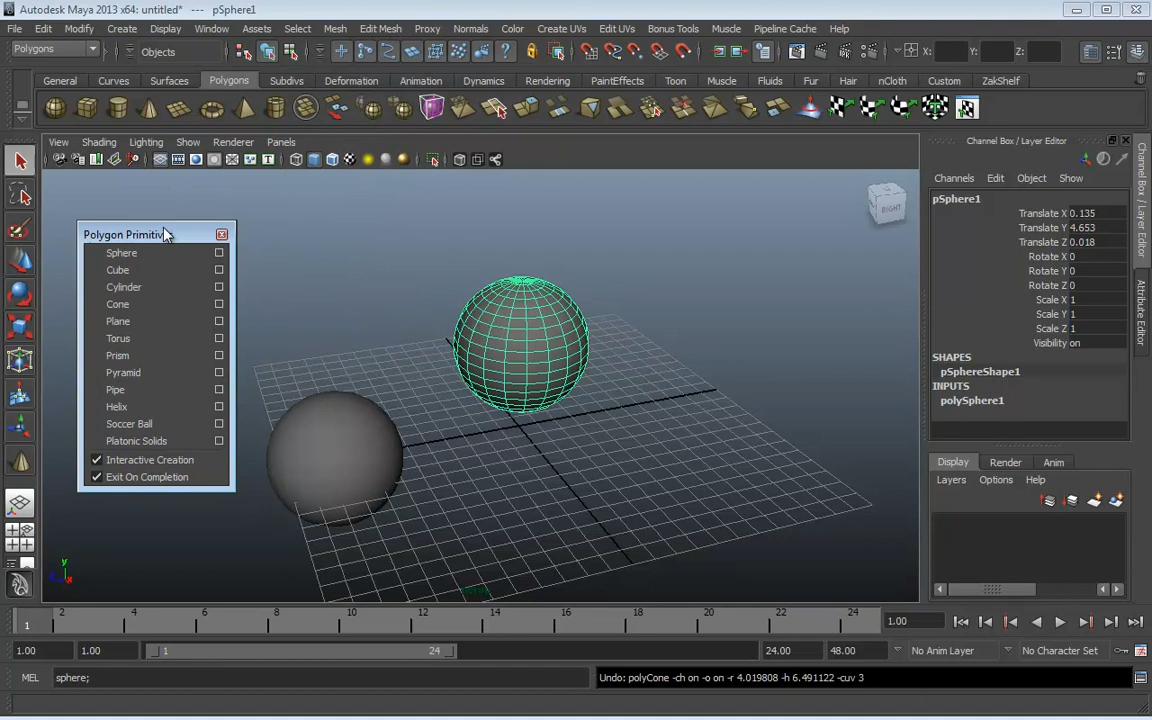 Autodesk Maya 2013 x64: untitled* --- pSphere1
File Edit Modify Create Display Window Assets Select Mesh Edit Mesh Proxy Normals Color Create UVs Edit UVs Bonus Tools Muscle Pipeline Cache Help
Polygons Objects X: Y: Z:
General Curves Surfaces Polygons Subdivs Deformation Animation Dynamics Rendering PaintEffects Toon Muscle Fluids Fur Hair nCloth Custom ZakShelf
View Shading Lighting Show Renderer Panels
Channel Box / Layer Editor
Channels Edit Object Show
pSphere1
Translate X 0.135
Translate Y 4.653
Translate Z 0.018
Rotate X 0
Rotate Y 0
Rotate Z 0
Scale X 1
Scale Y 1
Scale Z 1
Visibility on
SHAPES
pSphereShape1
INPUTS
polySphere1
Channel Box / Layer Editor
Attribute Editor
RIGHT
Sphere
Cube
Cylinder
Cone
Plane
Torus
Prism
Pyramid
Pipe
Helix
Soccer Ball
Platonic Solids
Interactive Creation
Exit On Completion
y
x
Display Render Anim
Layers Options Help
1 2 4 6 8 10 12 14 16 18 20 22 24 1.00
1.00 1.00 1 24 24.00 48.00 No Anim Layer No Character Set
MEL sphere; Undo: polyCone -ch on -o on -r 4.019808 -h 6.491122 -cuv 3